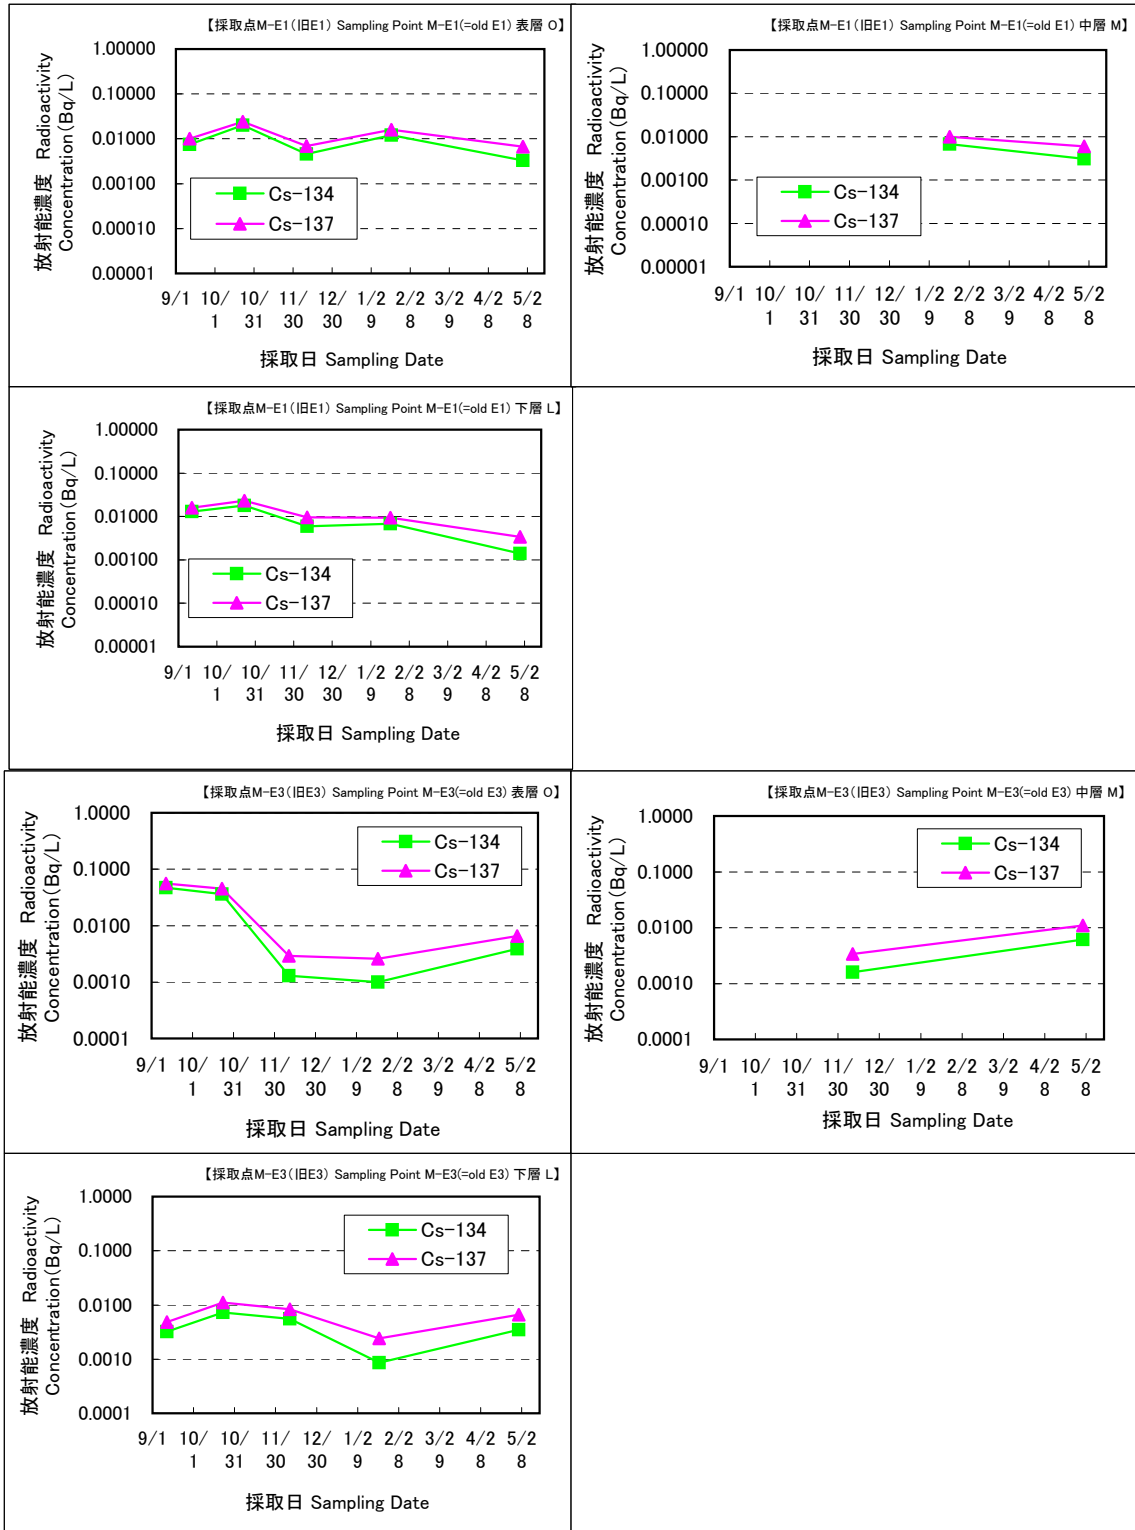 【採取点M-E1(旧E1) Sampling Point M-E1(=old E1) 表層 O】
放射能濃度 Radioactivity
Concentration(Bq/L)
1.00000
0.10000
0.01000
0.00100
0.00010
0.00001
Cs-134
Cs-137
9/1 10/1 10/31 11/30 12/30 1/29 2/28 3/29 4/28 5/28
採取日 Sampling Date
【採取点M-E1(旧E1) Sampling Point M-E1(=old E1) 中層 M】
放射能濃度 Radioactivity
Concentration(Bq/L)
1.00000
0.10000
0.01000
0.00100
0.00010
0.00001
Cs-134
Cs-137
9/1 10/1 10/31 11/30 12/30 1/29 2/28 3/29 4/28 5/28
採取日 Sampling Date
【採取点M-E1(旧E1) Sampling Point M-E1(=old E1) 下層 L】
放射能濃度 Radioactivity
Concentration(Bq/L)
1.00000
0.10000
0.01000
0.00100
0.00010
0.00001
Cs-134
Cs-137
9/1 10/1 10/31 11/30 12/30 1/29 2/28 3/29 4/28 5/28
採取日 Sampling Date
【採取点M-E3(旧E3) Sampling Point M-E3(=old E3) 表層 O】
放射能濃度 Radioactivity
Concentration(Bq/L)
1.0000
0.1000
0.0100
0.0010
0.0001
Cs-134
Cs-137
9/1 10/1 10/31 11/30 12/30 1/29 2/28 3/29 4/28 5/28
採取日 Sampling Date
【採取点M-E3(旧E3) Sampling Point M-E3(=old E3) 中層 M】
放射能濃度 Radioactivity
Concentration(Bq/L)
1.0000
0.1000
0.0100
0.0010
0.0001
Cs-134
Cs-137
9/1 10/1 10/31 11/30 12/30 1/29 2/28 3/29 4/28 5/28
採取日 Sampling Date
【採取点M-E3(旧E3) Sampling Point M-E3(=old E3) 下層 L】
放射能濃度 Radioactivity
Concentration(Bq/L)
1.0000
0.1000
0.0100
0.0010
0.0001
Cs-134
Cs-137
9/1 10/1 10/31 11/30 12/30 1/29 2/28 3/29 4/28 5/28
採取日 Sampling Date